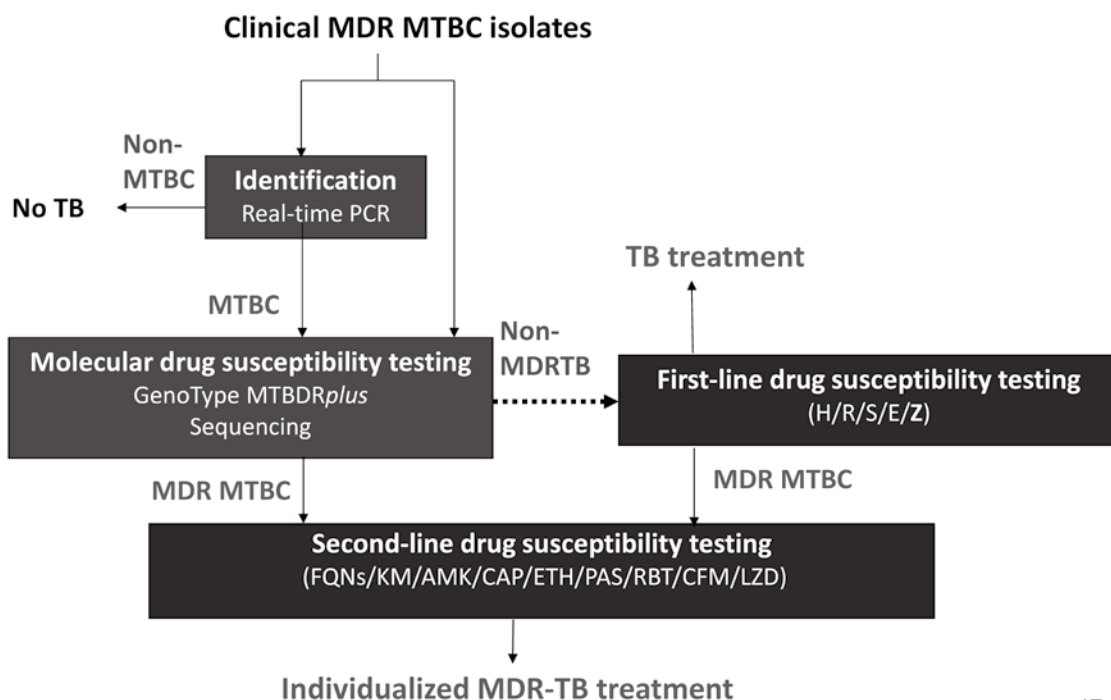 Clinical MDR MTBC isolates
Non-
MTBC
Identification
Real-time PCR
No TB
TB treatment
MTBC
Non-
MDRTB
Molecular drug susceptibility testing
GenoType MTBDRplus
Sequencing
First-line drug susceptibility testing
(H/R/S/E/Z)
MDR MTBC
MDR MTBC
Second-line drug susceptibility testing
(FQNs/KM/AMK/CAP/ETH/PAS/RBT/CFM/LZD)
Individualized MDR-TB treatment